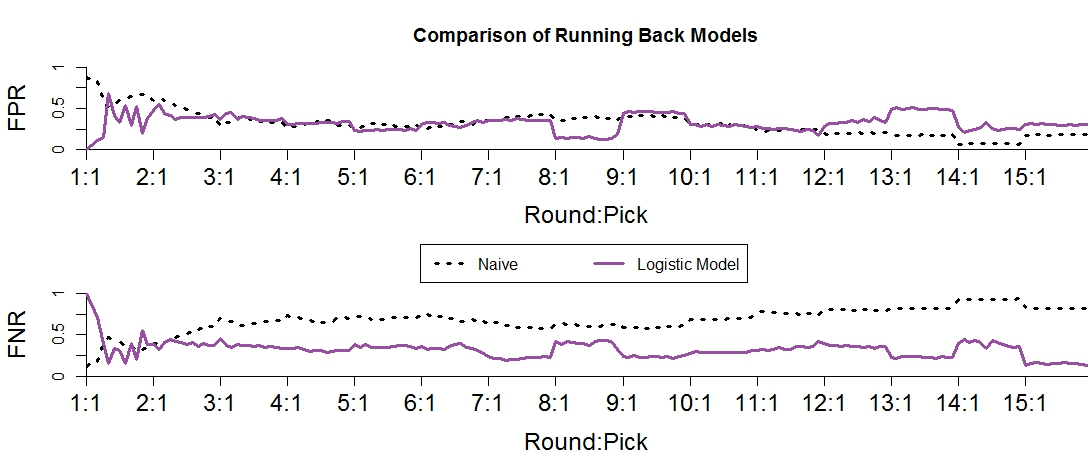 Comparison of Running Back Models
FPR
1
0.5
0
1:1 2:1 3:1 4:1 5:1 6:1 7:1 8:1 9:1 10:1 11:1 12:1 13:1 14:1 15:1
Round:Pick
Naive Logistic Model
FNR
1
0.5
0
1:1 2:1 3:1 4:1 5:1 6:1 7:1 8:1 9:1 10:1 11:1 12:1 13:1 14:1 15:1
Round:Pick